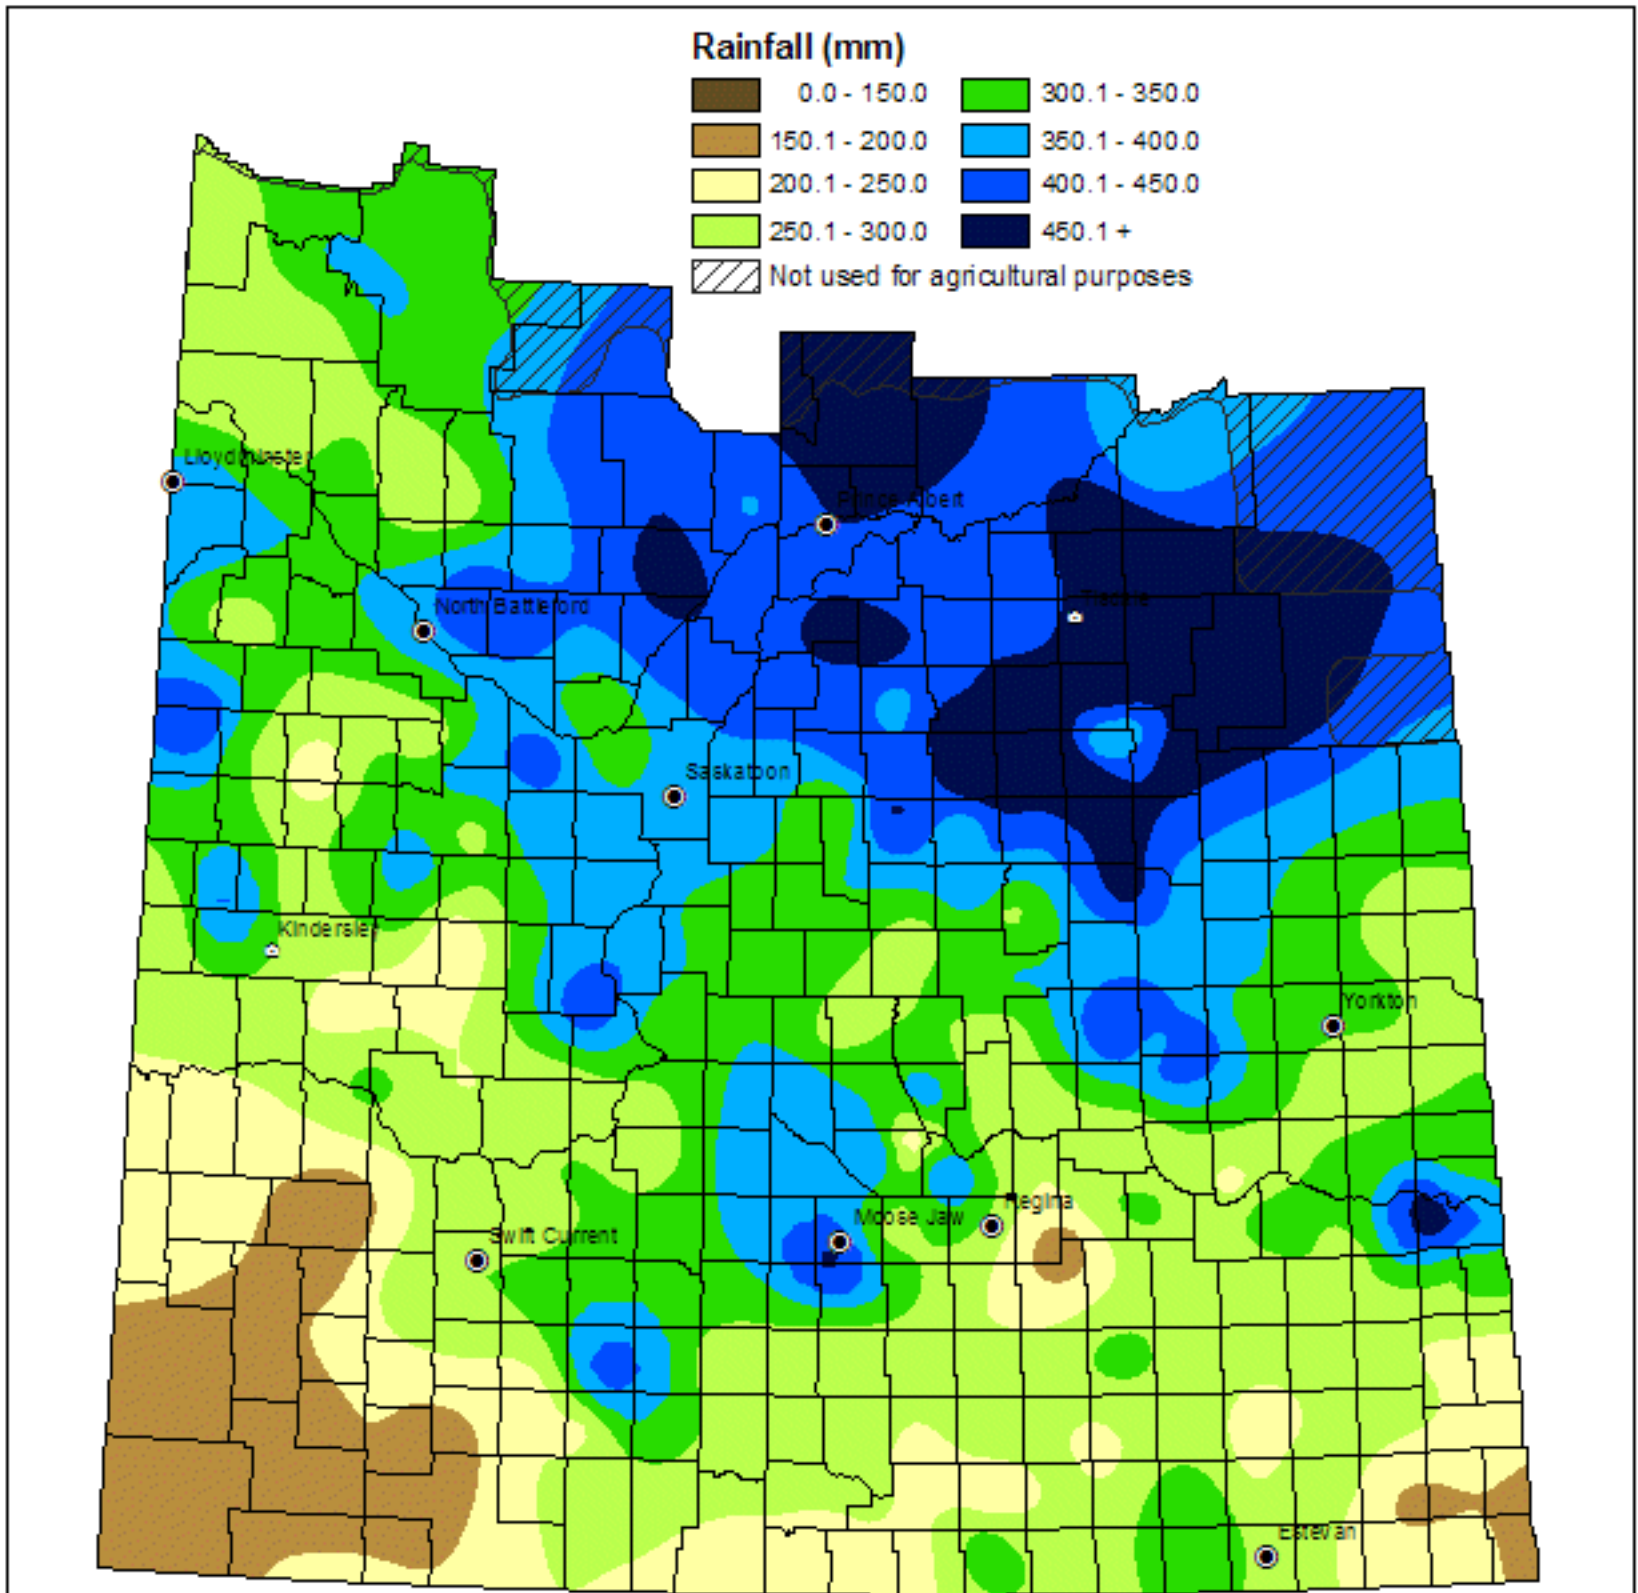 Rainfall (mm)
0.0 - 150.0
300.1 - 350.0
150.1 - 200.0
350.1 - 400.0
200.1 - 250.0
400.1 - 450.0
250.1 - 300.0
450.1 +
Not used for agricultural purposes
Lloydminster
Prince Albert
Tisdale
North Battleford
Saskatoon
Kindersley
Yorkton
Regina
Moose Jaw
Swift Current
Estevan